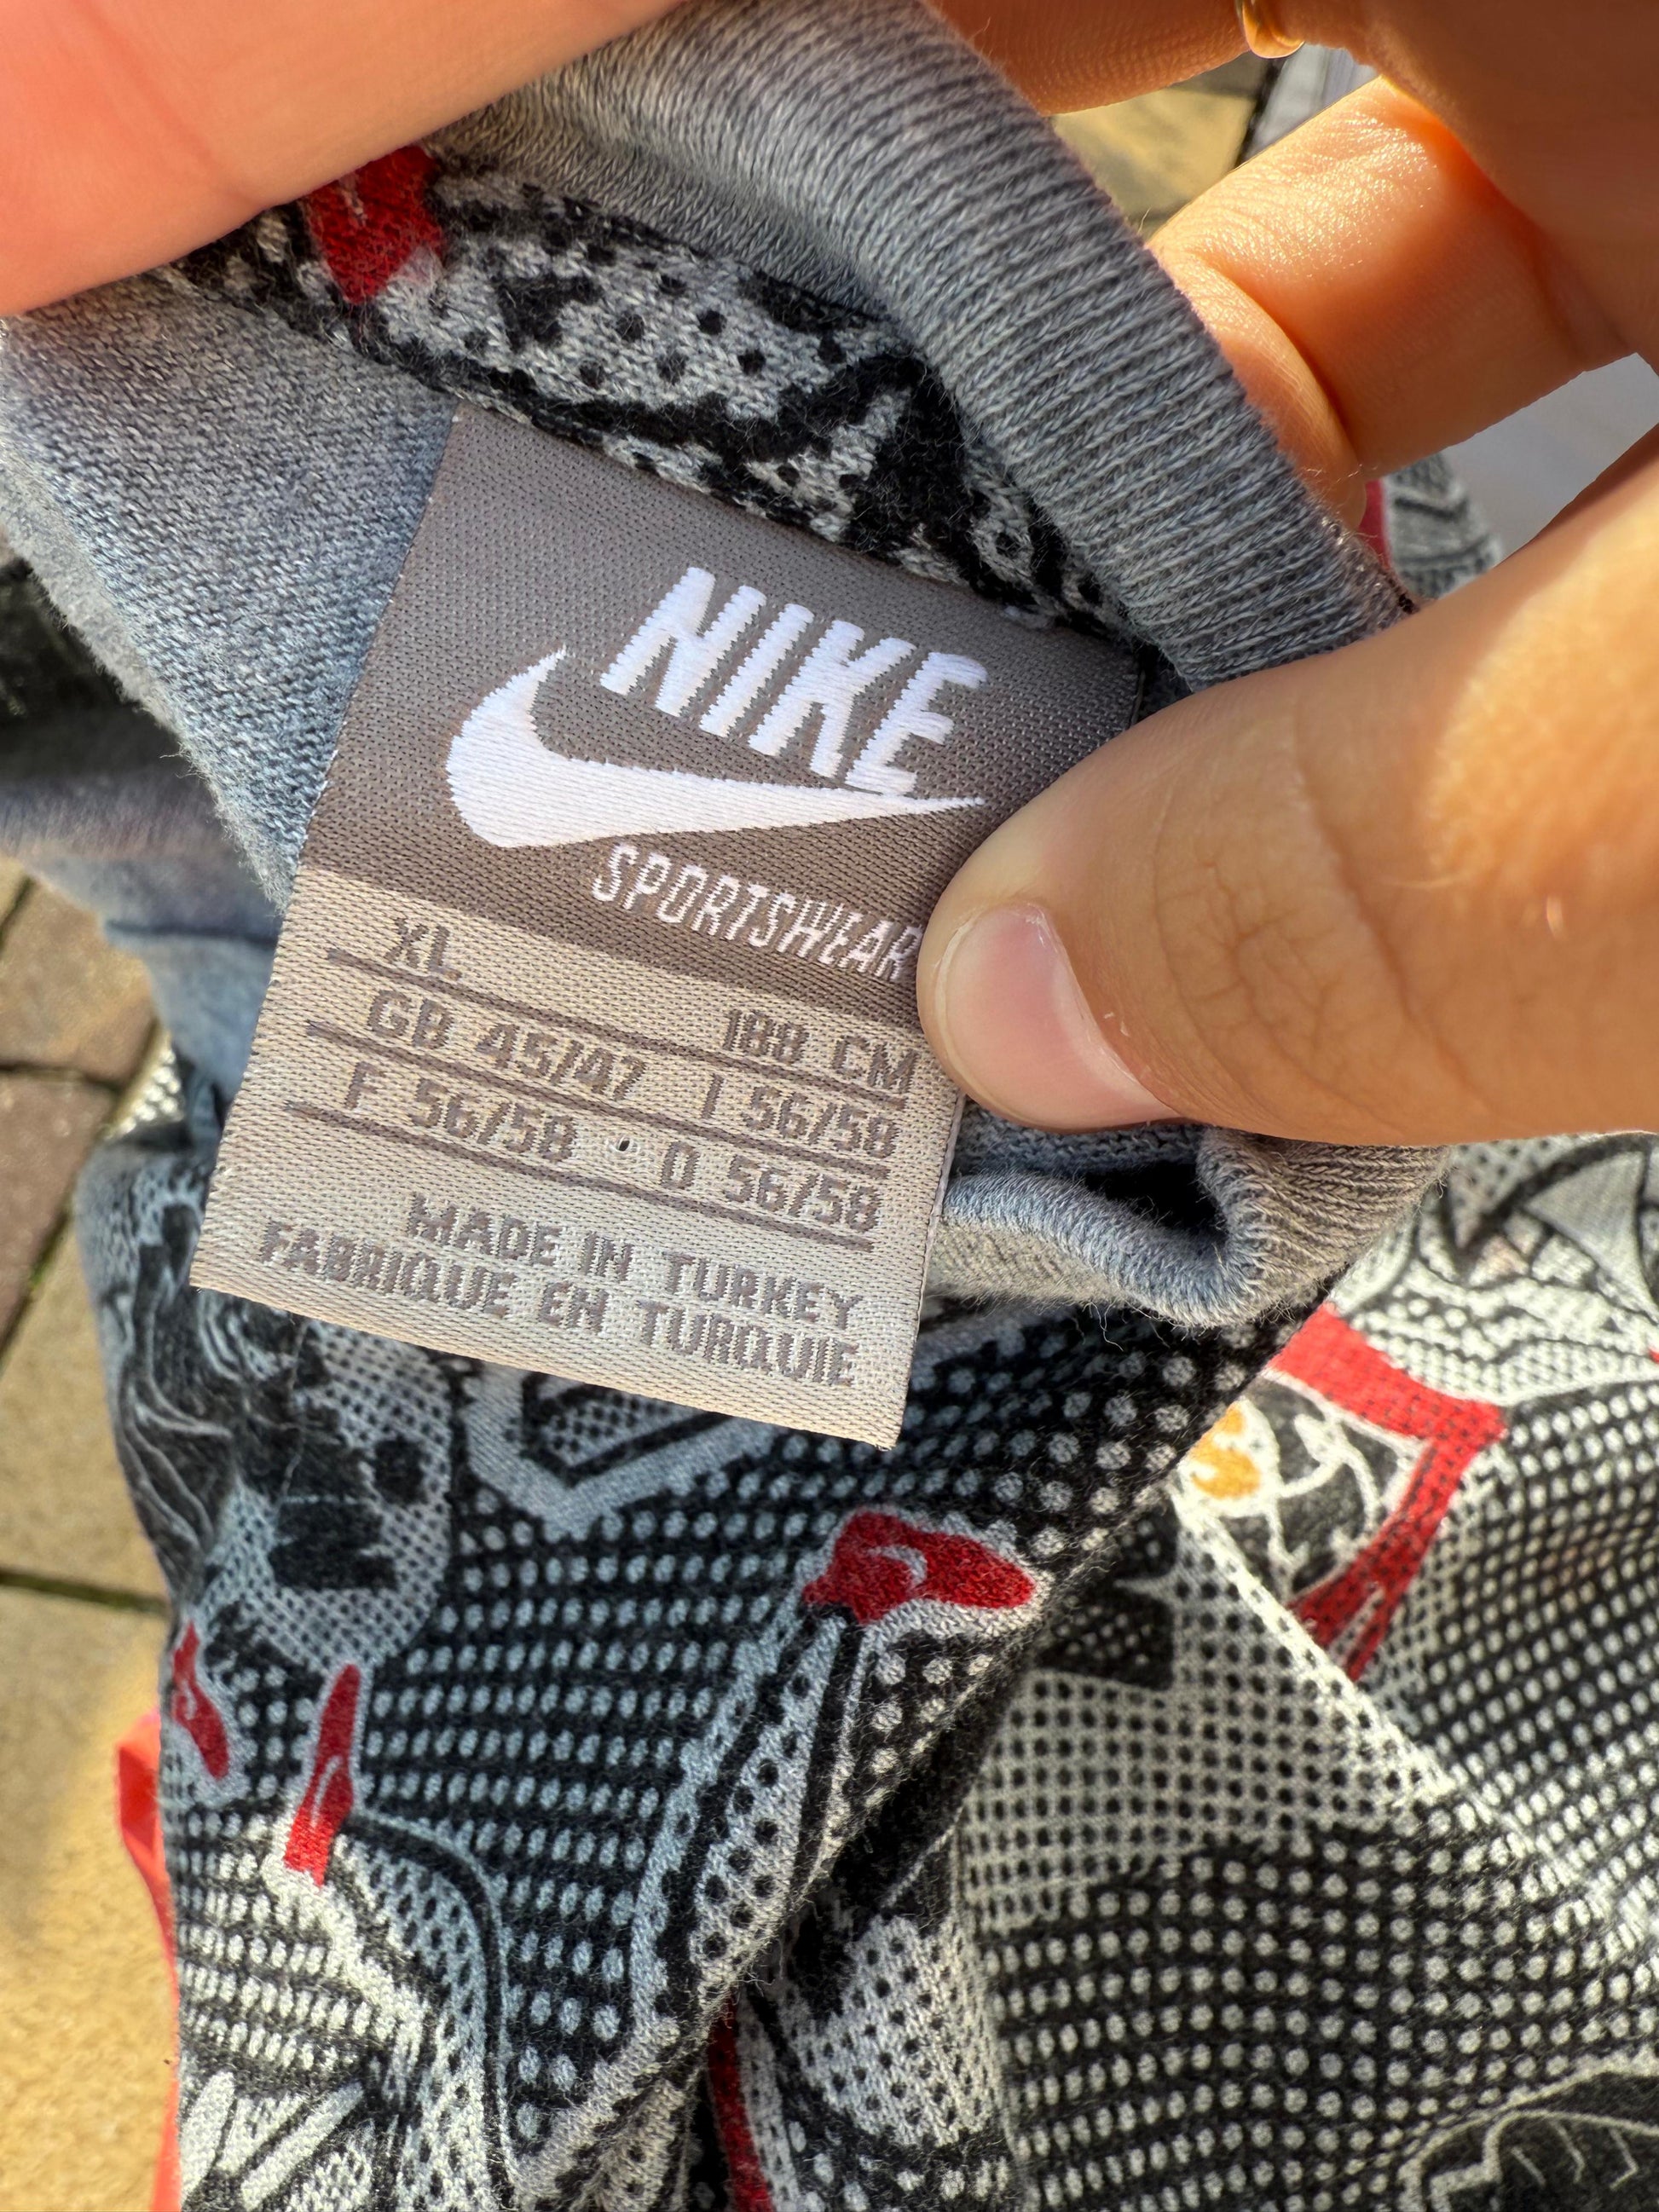 NIKE
SPORTSWEAR
XL 188 CM
GB 45/47 I 56/58
F 56/58 · D 56/58
MADE IN TURKEY
FABRIQUE EN TURQUIE